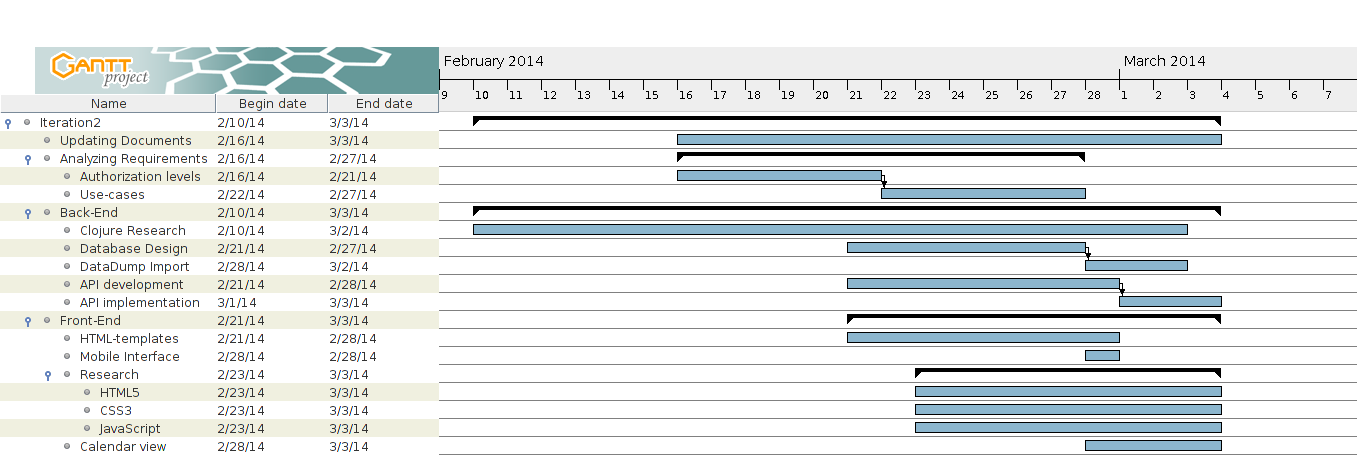 GANTT
project
February 2014 March 2014
9 10 11 12 13 14 15 16 17 18 19 20 21 22 23 24 25 26 27 28 1 2 3 4 5 6 7
Name Begin date End date
Iteration2 2/10/14 3/3/14
Updating Documents 2/16/14 3/3/14
Analyzing Requirements 2/16/14 2/27/14
Authorization levels 2/16/14 2/21/14
Use-cases 2/22/14 2/27/14
Back-End 2/10/14 3/3/14
Clojure Research 2/10/14 3/2/14
Database Design 2/21/14 2/27/14
DataDump Import 2/28/14 3/2/14
API development 2/21/14 2/28/14
API implementation 3/1/14 3/3/14
Front-End 2/21/14 3/3/14
HTML-templates 2/21/14 2/28/14
Mobile Interface 2/28/14 2/28/14
Research 2/23/14 3/3/14
HTML5 2/23/14 3/3/14
CSS3 2/23/14 3/3/14
JavaScript 2/23/14 3/3/14
Calendar view 2/28/14 3/3/14